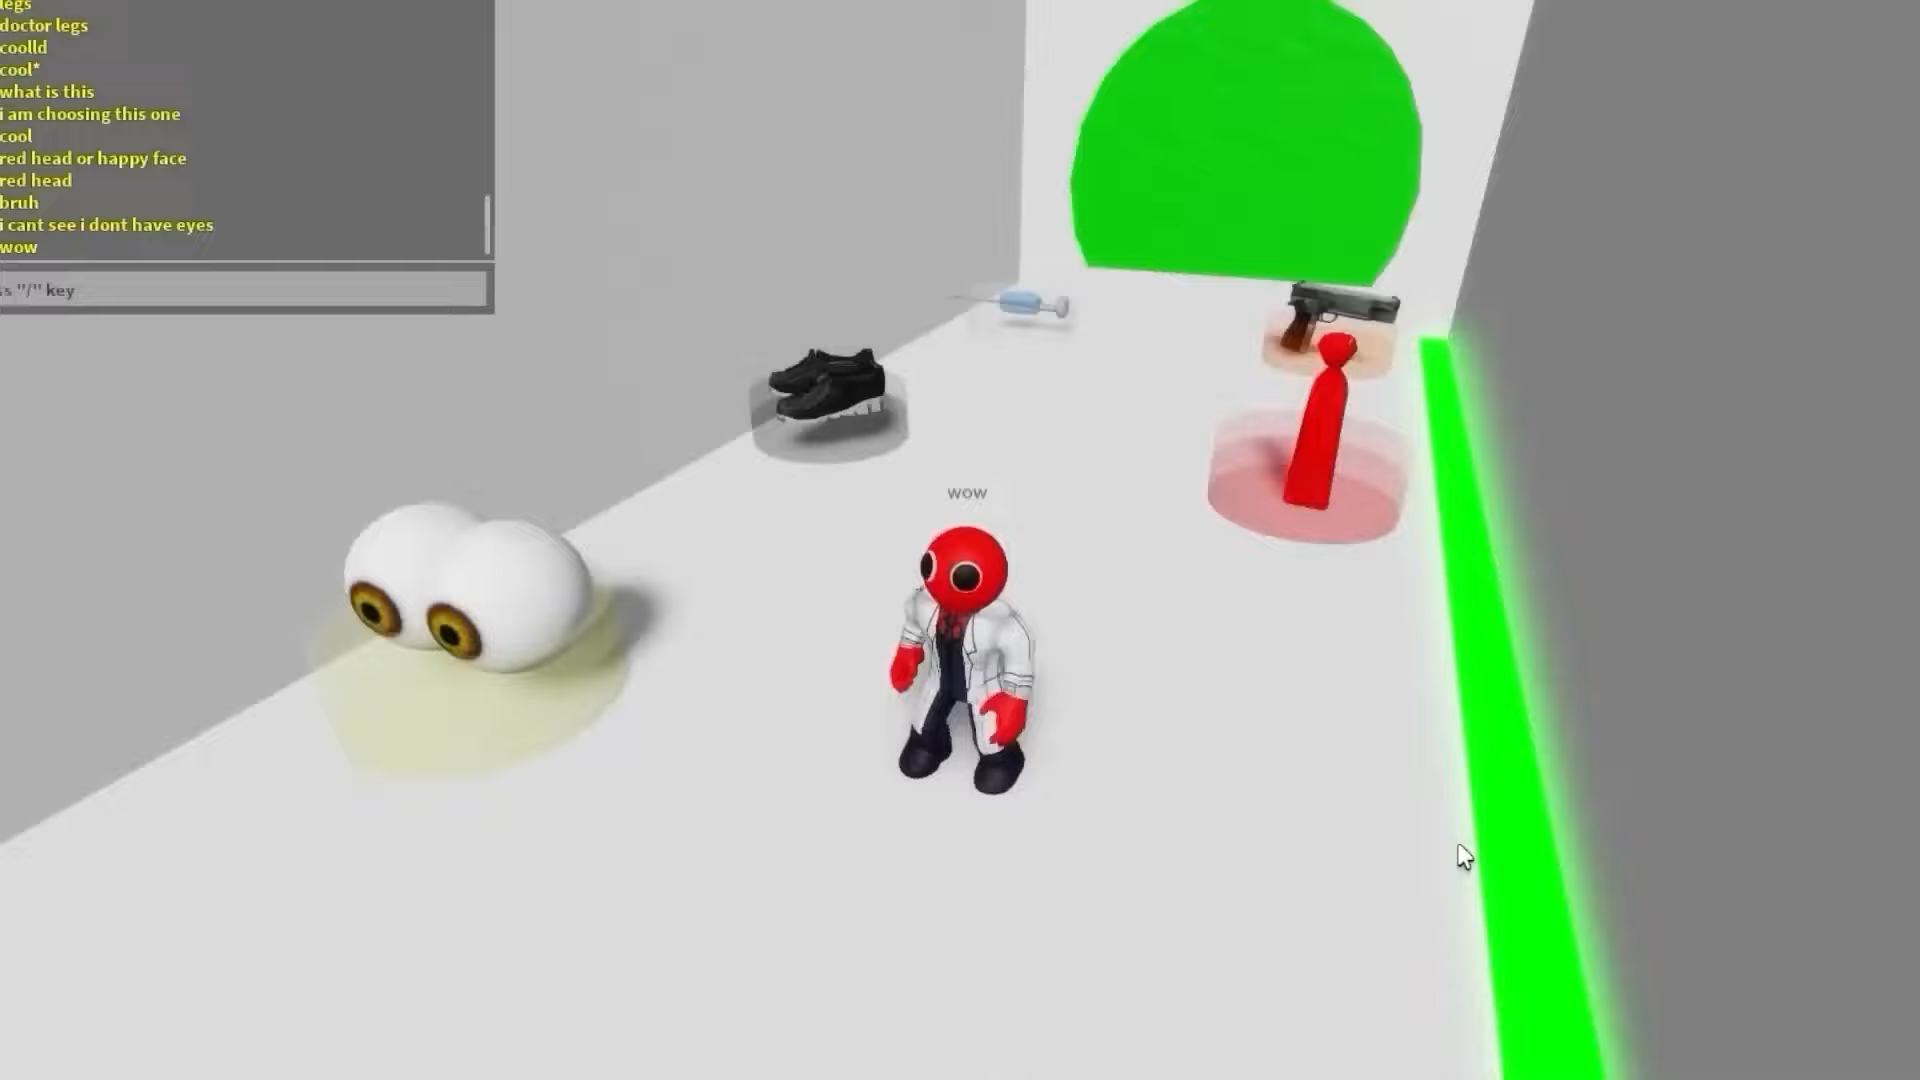 legs
doctor legs
coolld
cool*
what is this
i am choosing this one
cool
red head or happy face
red head
bruh
i cant see i dont have eyes
wow
"/" key
wow